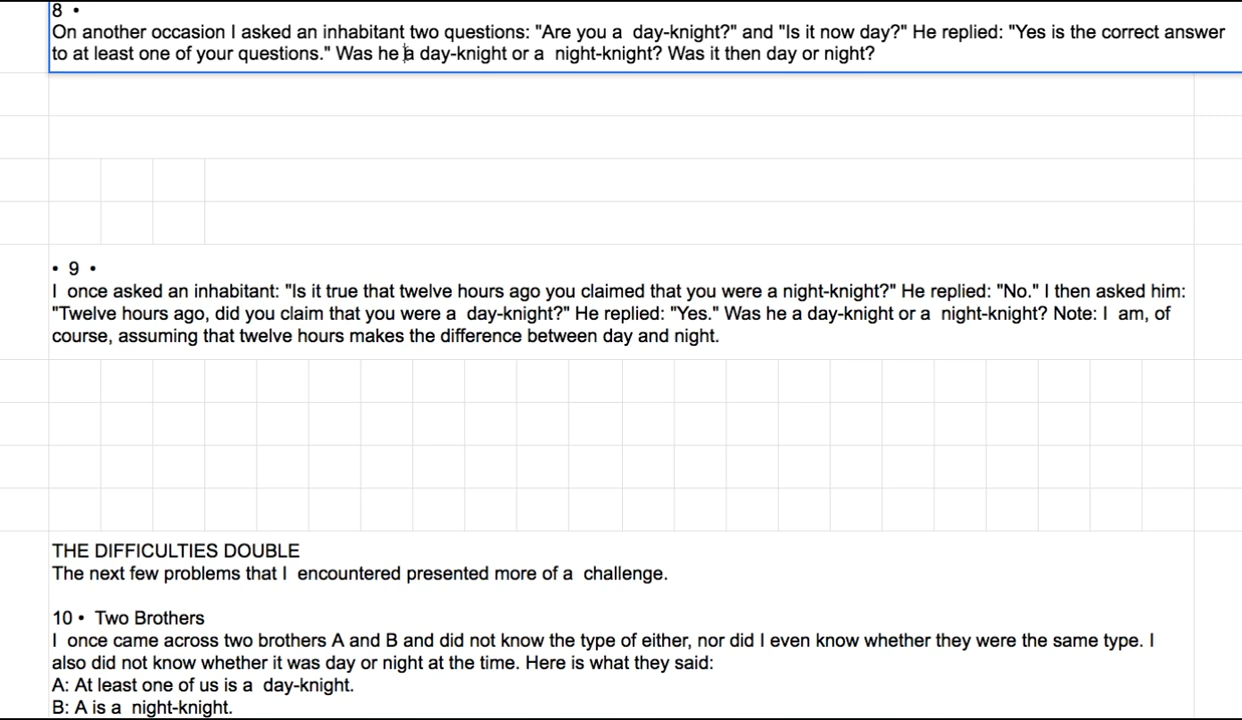 8 •
On another occasion I asked an inhabitant two questions: "Are you a day-knight?" and "Is it now day?" He replied: "Yes is the correct answer
to at least one of your questions." Was he a day-knight or a night-knight? Was it then day or night?
• 9 •
I once asked an inhabitant: "Is it true that twelve hours ago you claimed that you were a night-knight?" He replied: "No." I then asked him:
"Twelve hours ago, did you claim that you were a day-knight?" He replied: "Yes." Was he a day-knight or a night-knight? Note: I am, of
course, assuming that twelve hours makes the difference between day and night.
THE DIFFICULTIES DOUBLE
The next few problems that I encountered presented more of a challenge.
10 • Two Brothers
I once came across two brothers A and B and did not know the type of either, nor did I even know whether they were the same type. I
also did not know whether it was day or night at the time. Here is what they said:
A: At least one of us is a day-knight.
B: A is a night-knight.